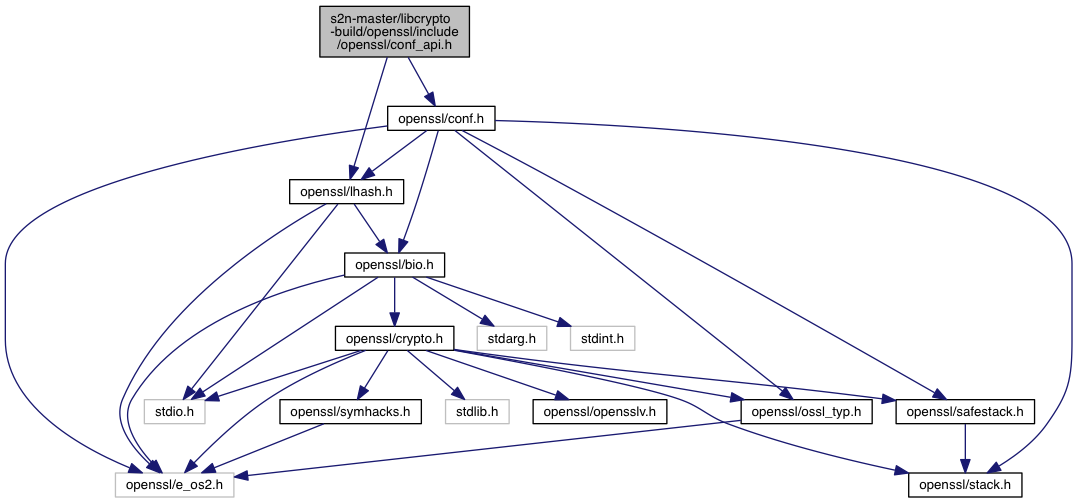 s2n-master/libcrypto
-build/openssl/include
/openssl/conf_api.h
openssl/conf.h
openssl/lhash.h
openssl/bio.h
openssl/crypto.h
stdarg.h
stdint.h
stdio.h
openssl/symhacks.h
stdlib.h
openssl/opensslv.h
openssl/ossl_typ.h
openssl/safestack.h
openssl/e_os2.h
openssl/stack.h